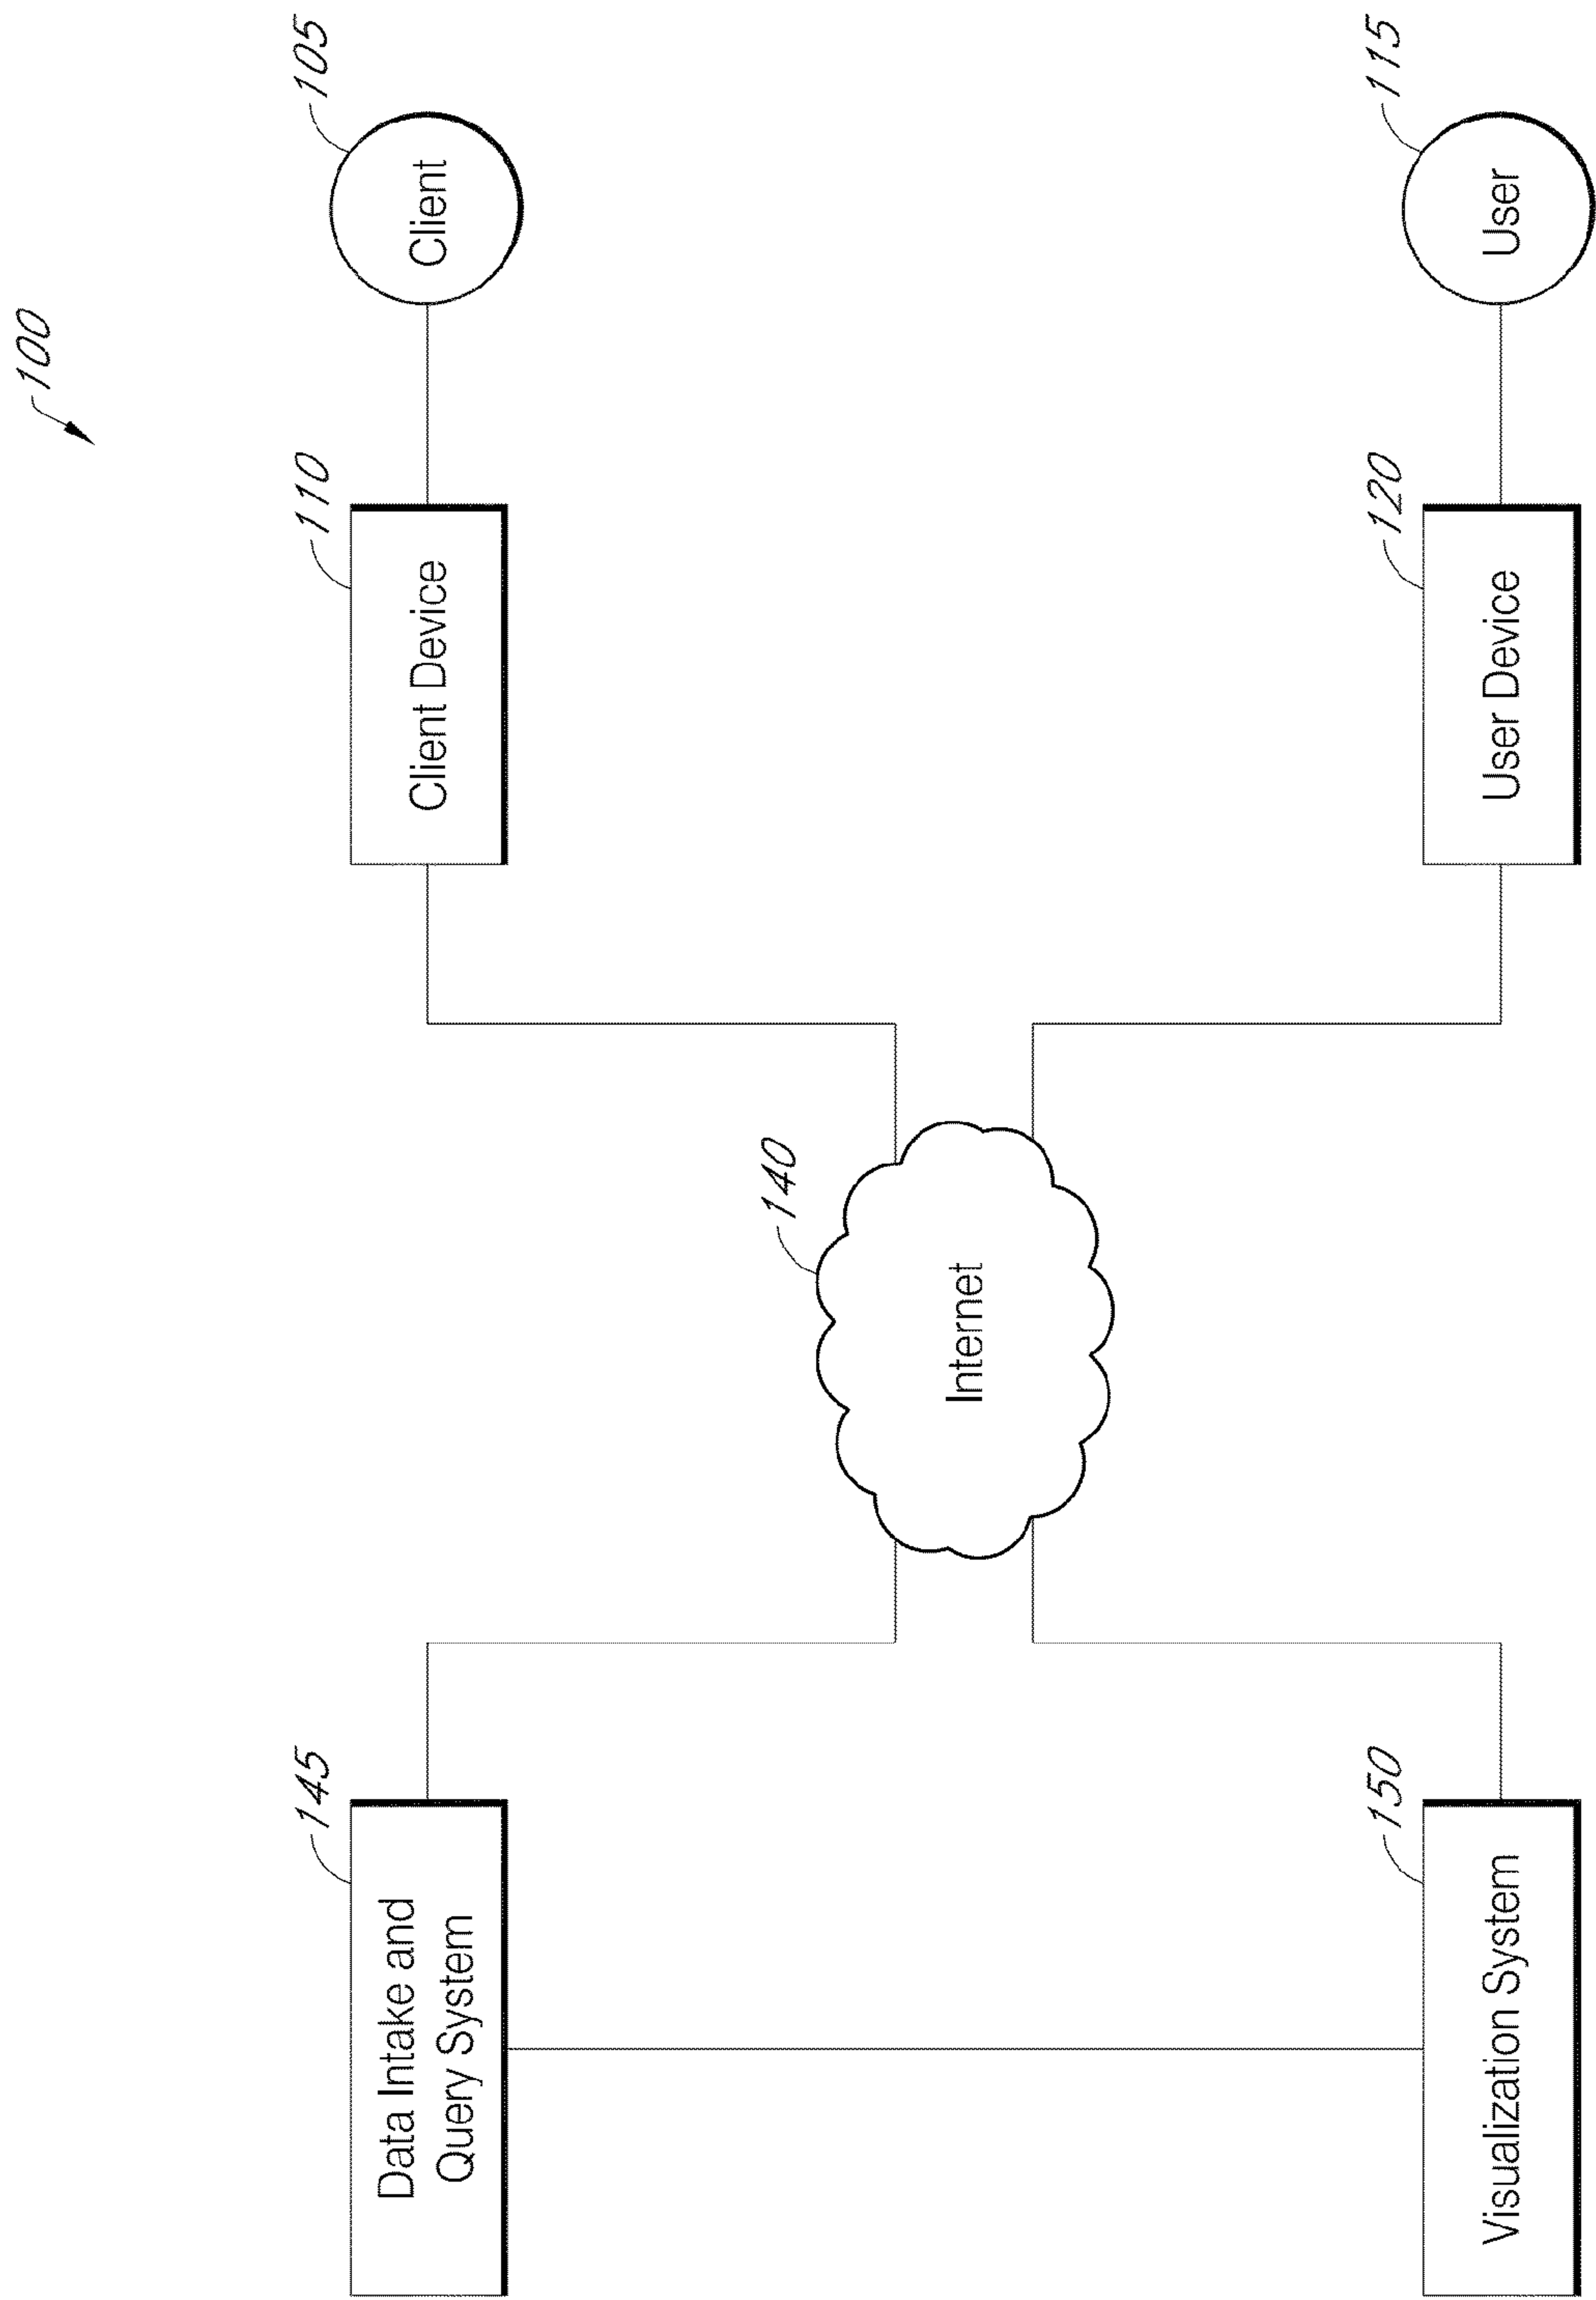 100
145
110
105
Data Intake and
Query System
Client Device
Client
140
Internet
150
120
115
Visualization System
User Device
User